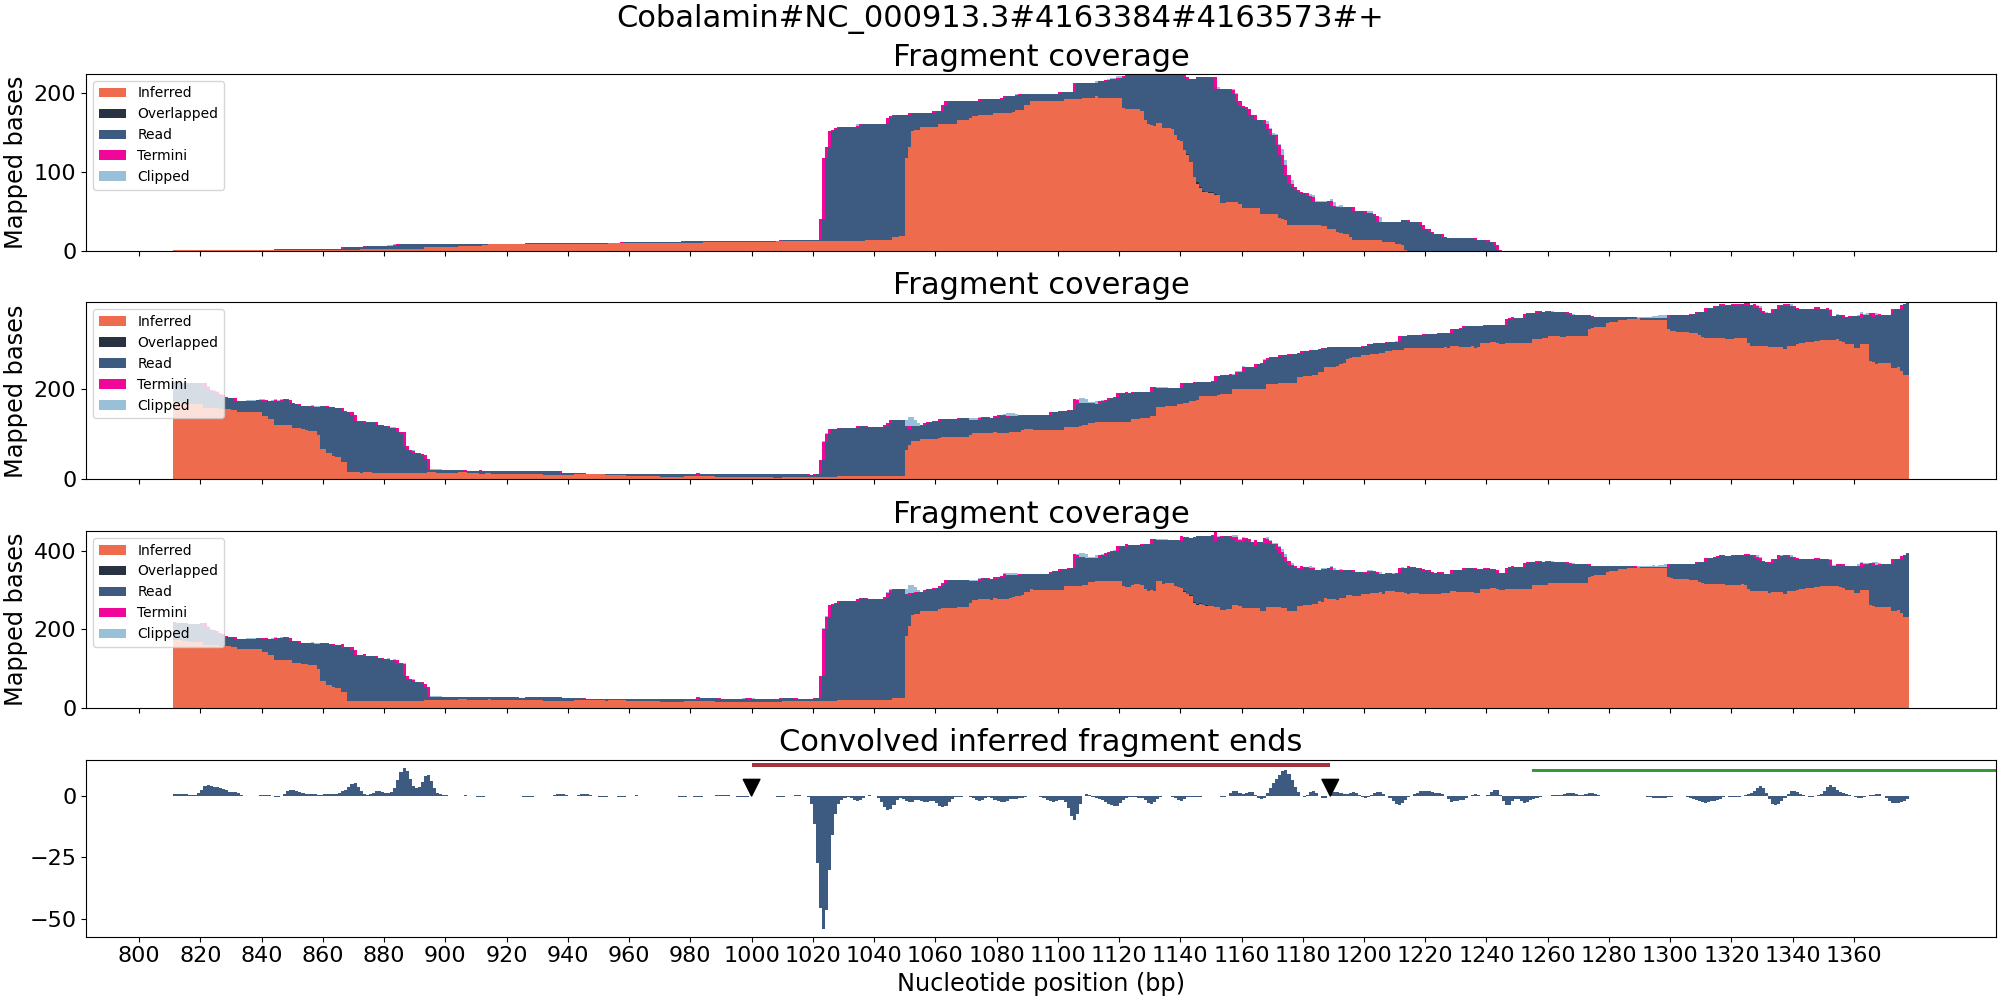 Cobalamin#NC_000913.3#4163384#4163573#+
Fragment coverage
Mapped bases
200
100
0
Inferred
Overlapped
Read
Termini
Clipped
Fragment coverage
Mapped bases
200
0
Inferred
Overlapped
Read
Termini
Clipped
Fragment coverage
Mapped bases
400
200
0
Inferred
Overlapped
Read
Termini
Clipped
Convolved inferred fragment ends
0
−25
−50
800 820 840 860 880 900 920 940 960 980 1000 1020 1040 1060 1080 1100 1120 1140 1160 1180 1200 1220 1240 1260 1280 1300 1320 1340 1360
Nucleotide position (bp)